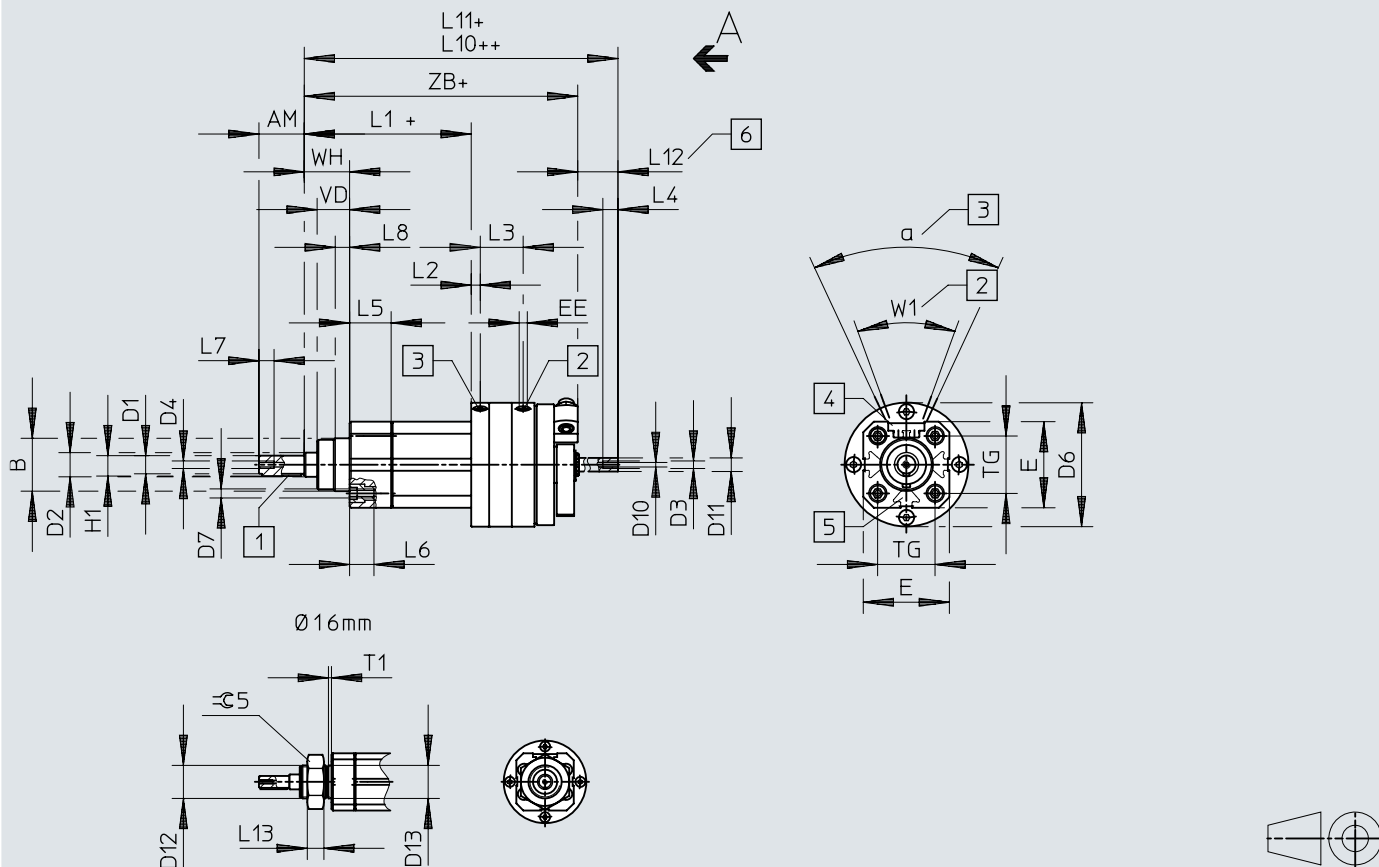 L11+
L10++
A
ZB+
AM
L1 +
6
WH
L12
VD
L4
L8
L3
3
a
L2
2
W1
L5
EE
L7
3
2
4
B
D2
H1
D1
D4
D7
1
L6
D10
D3
D11
TG
E
D6
5
TG
E
Ø16mm
T1
5
D12
L13
D13